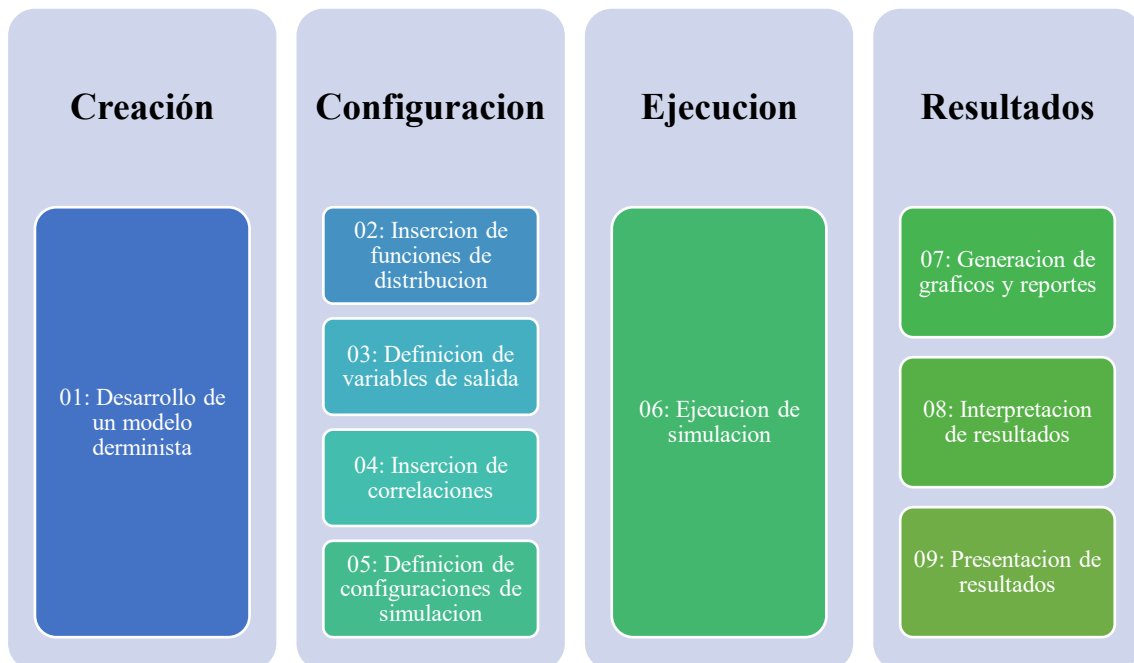 Creación
01: Desarrollo de
un modelo
derminista
Configuracion
02: Insercion de
funciones de
distribucion
03: Definicion de
variables de salida
04: Insercion de
correlaciones
05: Definicion de
configuraciones de
simulacion
Ejecucion
06: Ejecucion de
simulacion
Resultados
07: Generacion de
graficos y reportes
08: Interpretacion
de resultados
09: Presentacion de
resultados